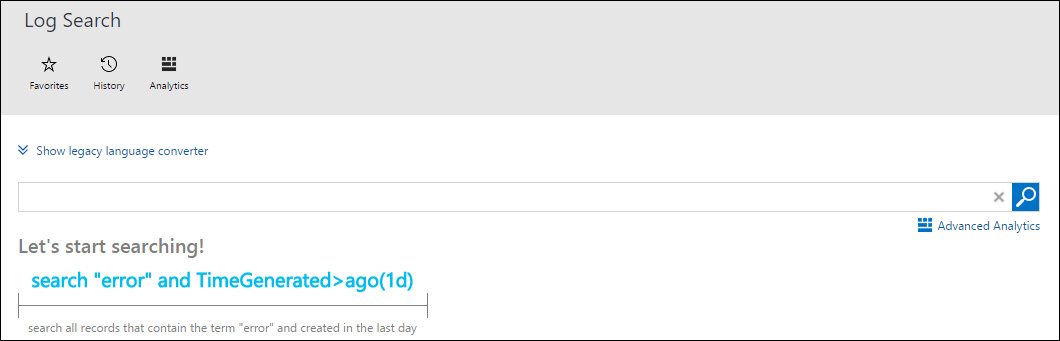 Log Search
Favorites History Analytics
Show legacy language converter
Advanced Analytics
Let's start searching!
search "error" and TimeGenerated>ago(1d)
search all records that contain the term "error" and created in the last day